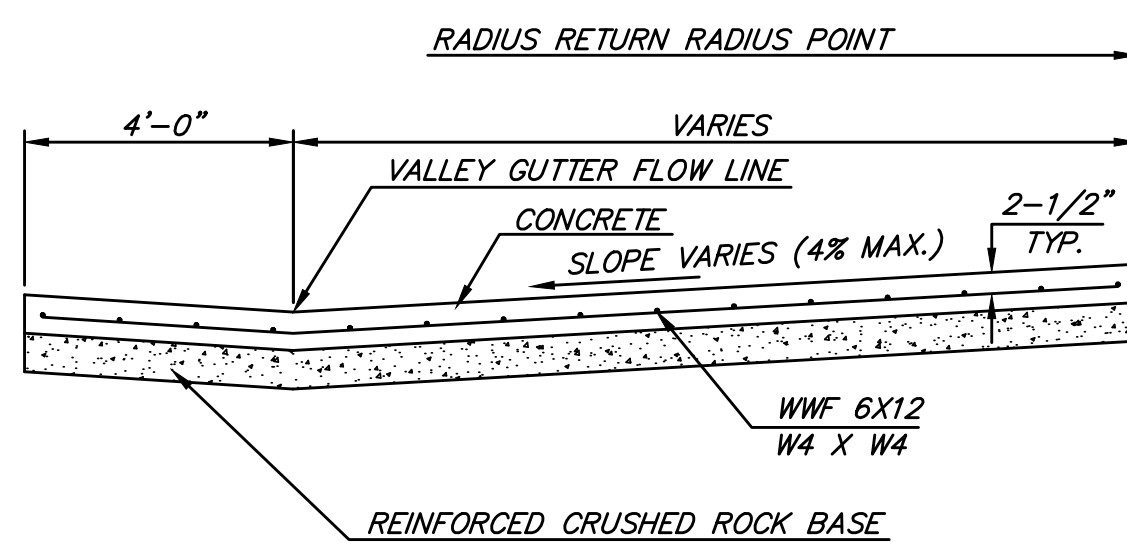 RADIUS RETURN RADIUS POINT
4'-0"
VARIES
VALLEY GUTTER FLOW LINE
CONCRETE
2-1/2"
TYP.
SLOPE VARIES (4% MAX.)
WWF 6X12
W4 X W4
REINFORCED CRUSHED ROCK BASE